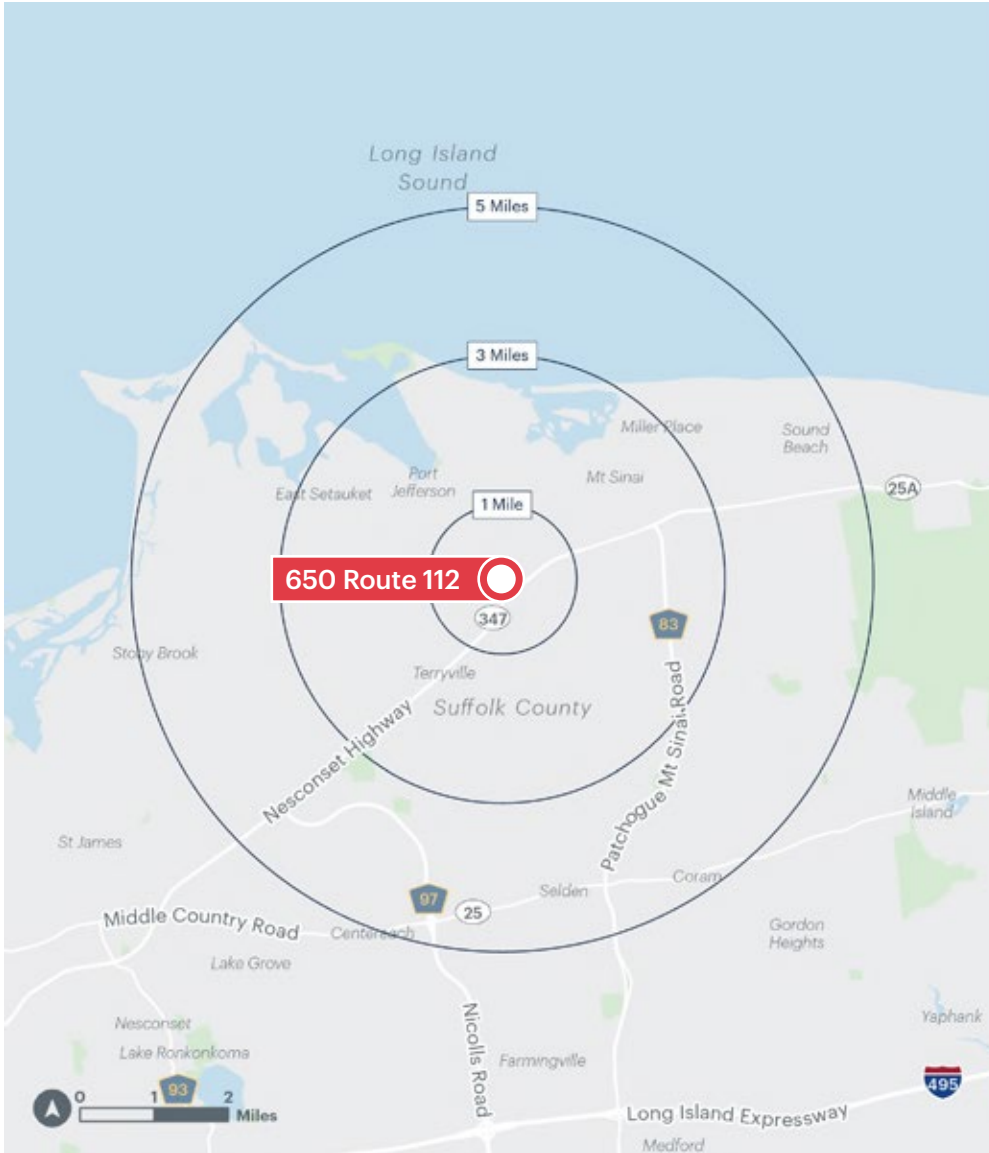 Long Island
Sound
5 Miles
3 Miles
Miller Place
Sound
Beach
Port
Jefferson
Mt Sinai
East Setauket
25A
1 Mile
650 Route 112
347
83
Stony Brook
Terryville
Suffolk County
Nesconset Highway
Patchogue Mt Sinai Road
Middle
Island
St James
Coram
Selden
97
25
Middle Country Road
Centereach
Gordon
Heights
Lake Grove
Nicolls Road
Yaphank
Nesconset
Lake Ronkonkoma
Farmingville
93
495
0 1 2
Miles
Long Island Expressway
Medford